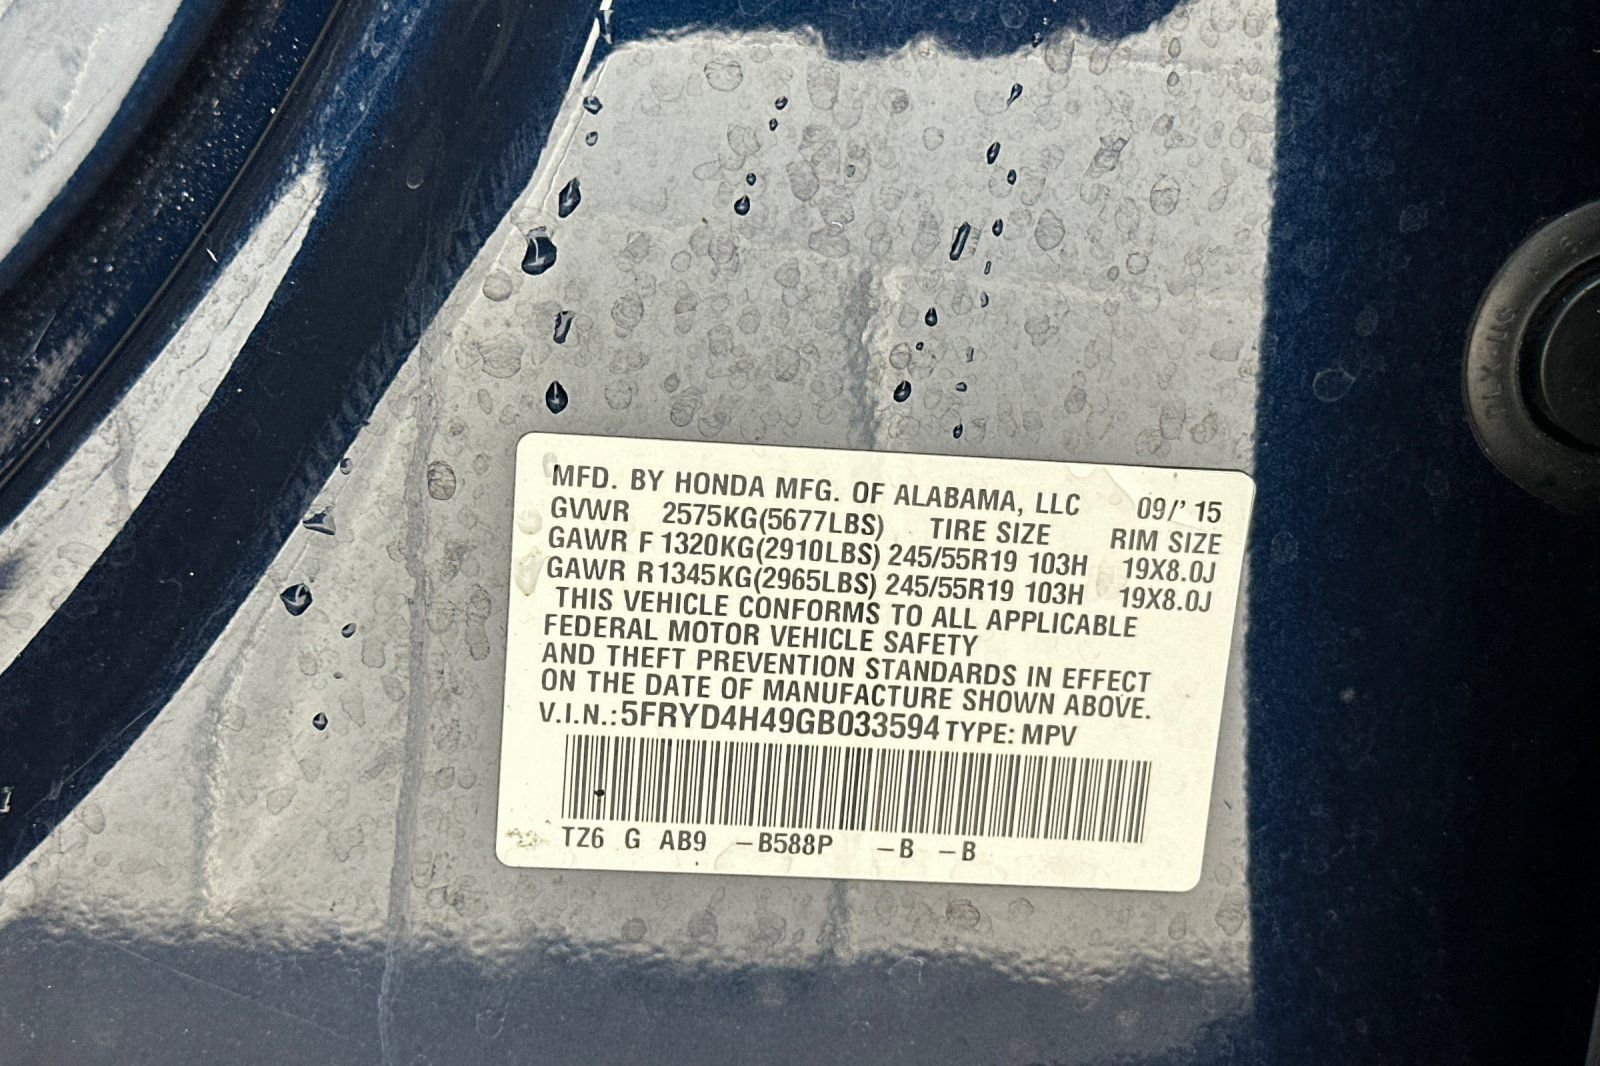 MFD. BY HONDA MFG. OF ALABAMA, LLC 09/'15
GVWR 2575KG(5677LBS) TIRE SIZE RIM SIZE
GAWR F 1320KG(2910LBS) 245/55R19 103H 19X8.0J
GAWR R1345KG(2965LBS) 245/55R19 103H 19X8.0J
THIS VEHICLE CONFORMS TO ALL APPLICABLE
FEDERAL MOTOR VEHICLE SAFETY
AND THEFT PREVENTION STANDARDS IN EFFECT
ON THE DATE OF MANUFACTURE SHOWN ABOVE.
V.I.N.:5FRYD4H49GB033594 TYPE: MPV
TZ6 G AB9 -B588P -B -B